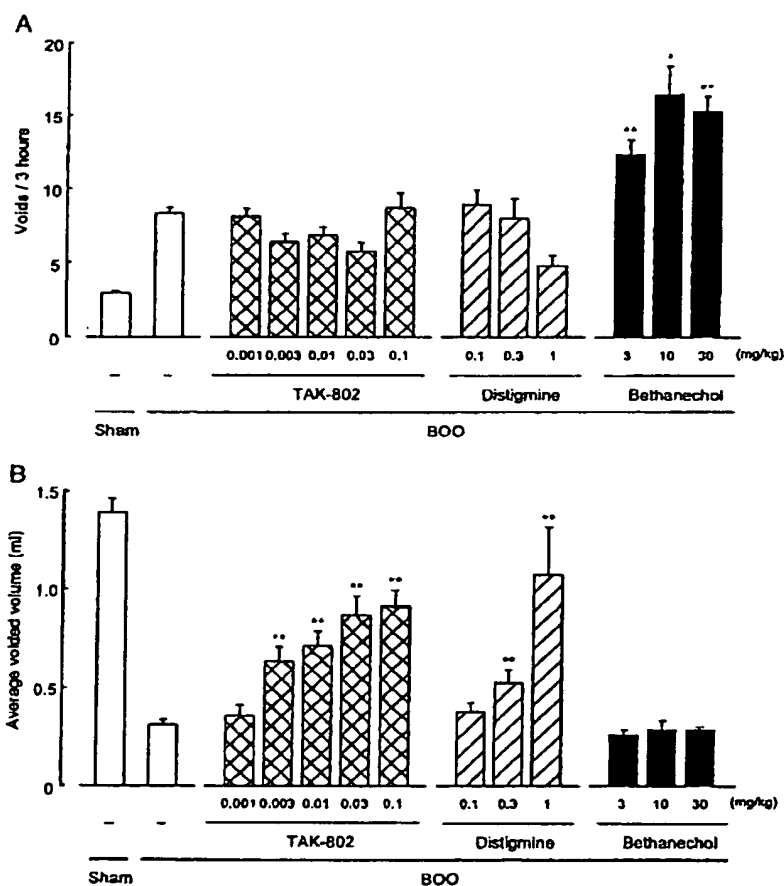 A
Voids / 3 hours
20
15
10
5
0
0.001 0.003 0.01 0.03 0.1 0.1 0.3 1 3 10 30 (mg/kg)
– – TAK-802 Distigmine Bethanechol
Sham BOO
** * **
B
Average voided volume (ml)
1.5
1.0
0.5
0
0.001 0.003 0.01 0.03 0.1 0.1 0.3 1 3 10 30 (mg/kg)
– – TAK-802 Distigmine Bethanechol
Sham BOO
** ** ** ** ** **